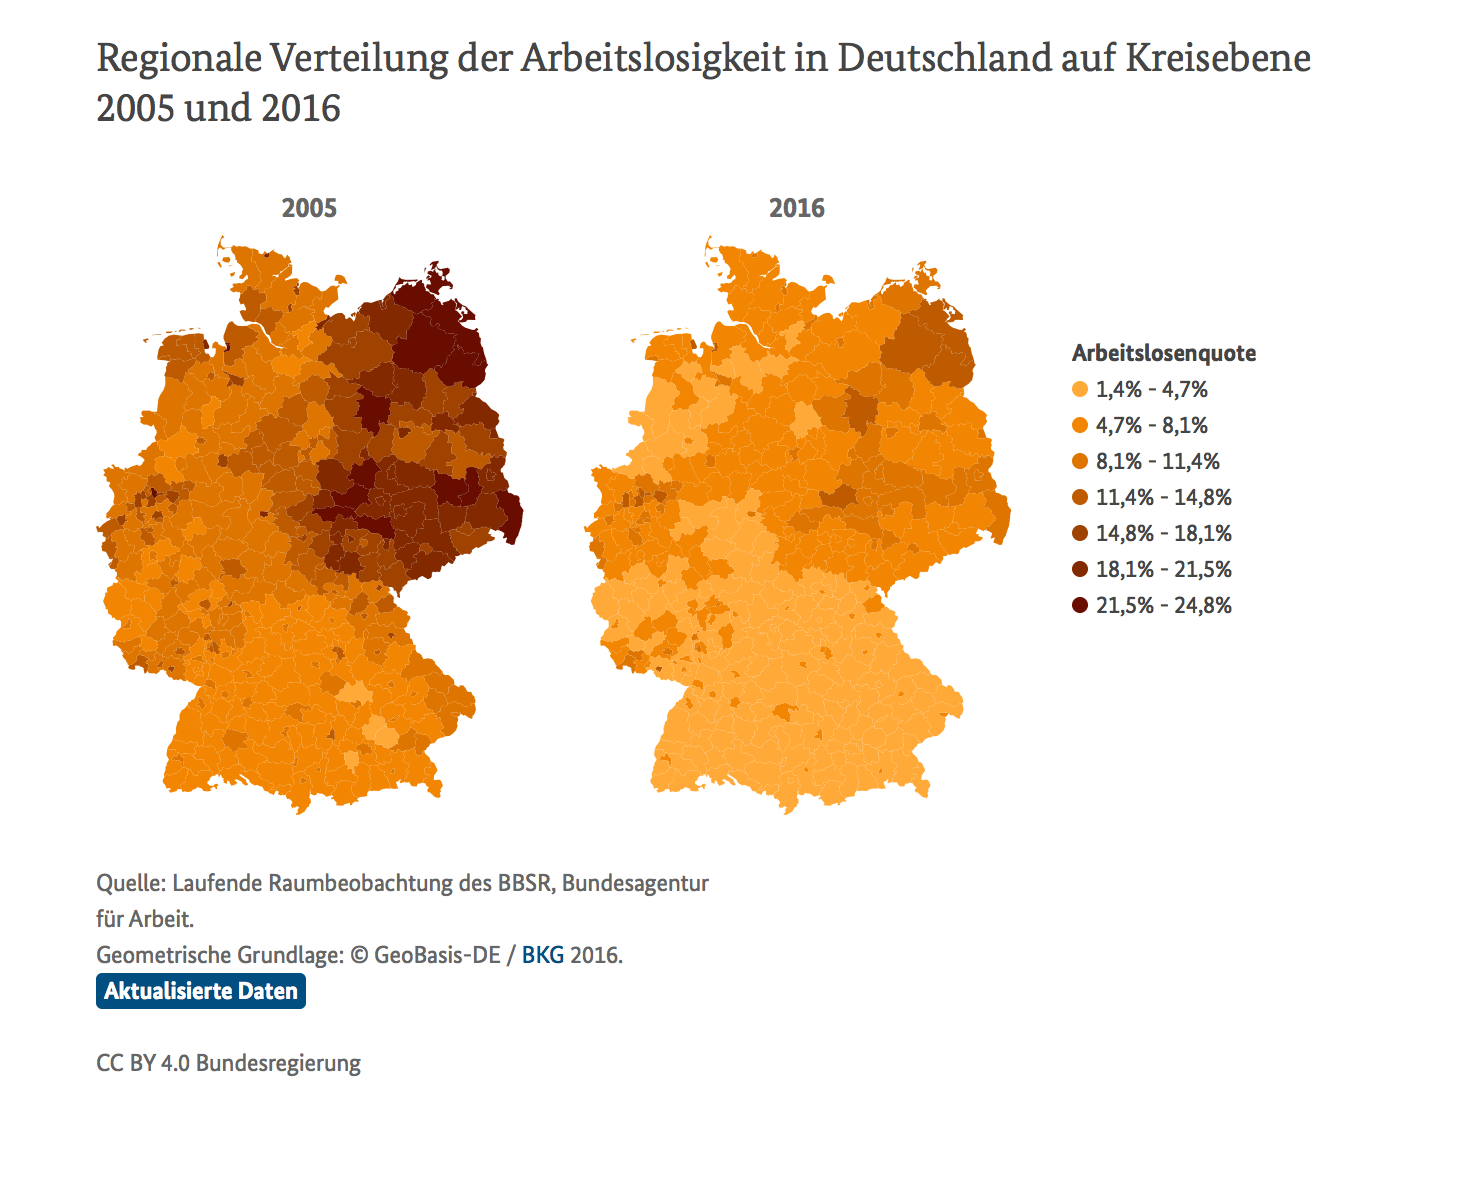 Regionale Verteilung der Arbeitslosigkeit in Deutschland auf Kreisebene
2005 und 2016
2005
2016
Arbeitslosenquote
1,4% - 4,7%
4,7% - 8,1%
8,1% - 11,4%
11,4% - 14,8%
14,8% - 18,1%
18,1% - 21,5%
21,5% - 24,8%
Quelle: Laufende Raumbeobachtung des BBSR, Bundesagentur
für Arbeit.
Geometrische Grundlage: © GeoBasis-DE / BKG 2016.
Aktualisierte Daten
CC BY 4.0 Bundesregierung